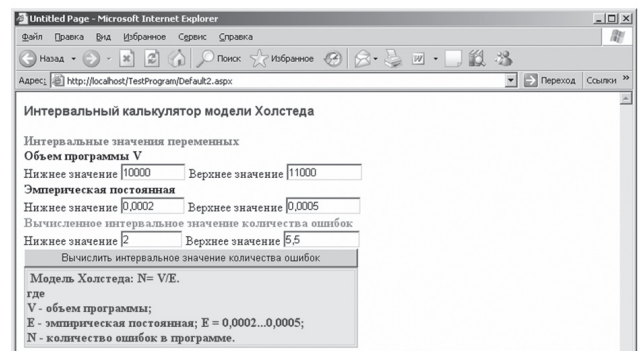 Untitled Page - Microsoft Internet Explorer
Файл Правка Вид Избранное Сервис Справка
Назад Поиск Избранное
Адрес: http://localhost/TestProgram/Default2.aspx Переход Ссылки »
Интервальный калькулятор модели Холстеда
Интервальные значения переменных
Объем программы V
Нижнее значение 10000 Верхнее значение 11000
Эмперическая постоянная
Нижнее значение 0,0002 Верхнее значение 0,0005
Вычисленное интервальное значение количества ошибок
Нижнее значение 2 Верхнее значение 5,5
Вычислить интервальное значение количества ошибок
Модель Холстеда: N= V/E.
где
V - объем программы;
E - эмпирическая постоянная; E = 0,0002...0,0005;
N - количество ошибок в программе.